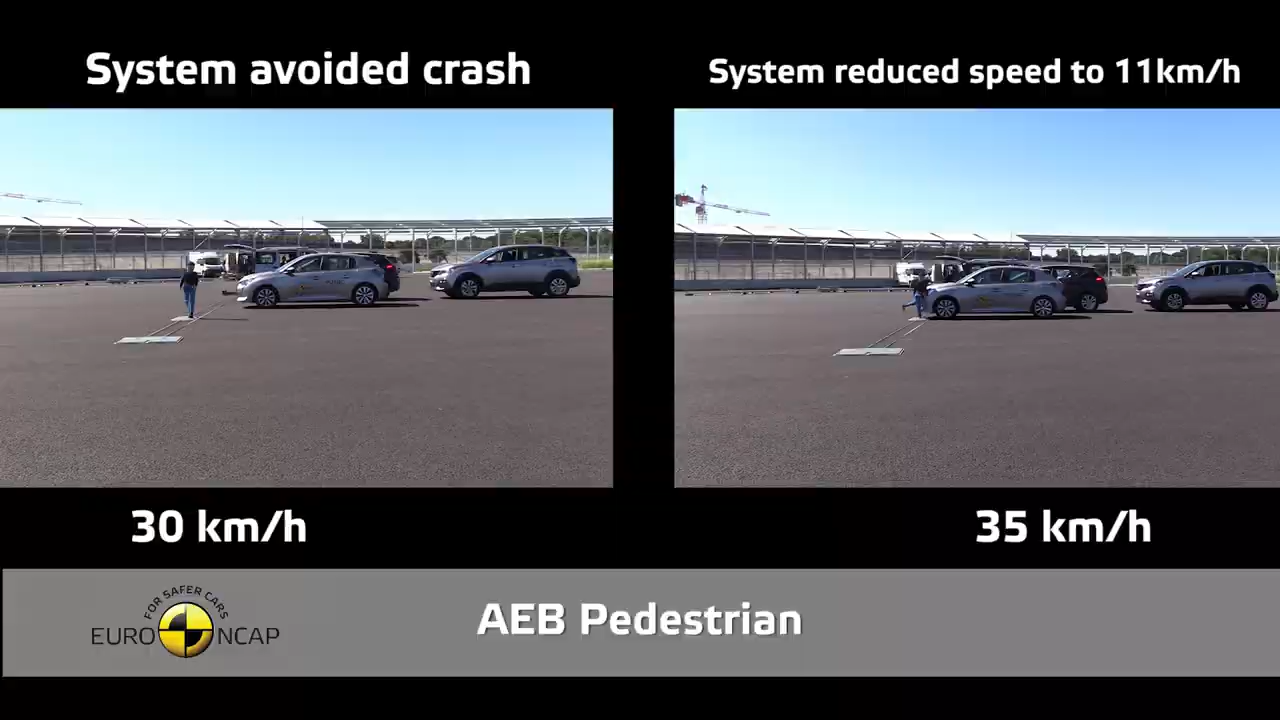 System avoided crash
System reduced speed to 11km/h
30 km/h
35 km/h
FOR SAFER CARS
EURO NCAP
AEB Pedestrian